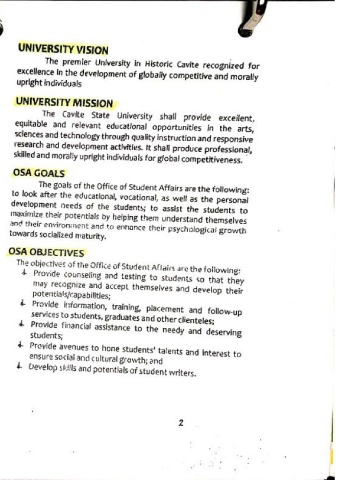 UNIVERSITY VISION
The premier University in Historic Cavite recognized for
excellence in the development of globally competitive and morally
upright individuals
UNIVERSITY MISSION
The Cavite State University shall provide excellent,
equitable and relevant educational opportunities in the arts,
sciences and technology through quality instruction and responsive
research and development activities. It shall produce professional,
skilled and morally upright individuals for global competitiveness.
OSA GOALS
The goals of the Office of Student Affairs are the following:
to look after the educational, vocational, as well as the personal
development needs of the students; to assist the students to
maximize their potentials by helping them understand themselves
and their environment and to enhance their psychological growth
towards socialized maturity.
OSA OBJECTIVES
The objectives of the Office of Student Affairs are the following:
Provide counseling and testing to students so that they
may recognize and accept themselves and develop their
potentials/capabilities;
Provide information, training, placement and follow-up
services to students, graduates and other clienteles;
Provide financial assistance to the needy and deserving
students;
Provide avenues to hone students' talents and interest to
ensure social and cultural growth; and
Develop skills and potentials of student writers.
2